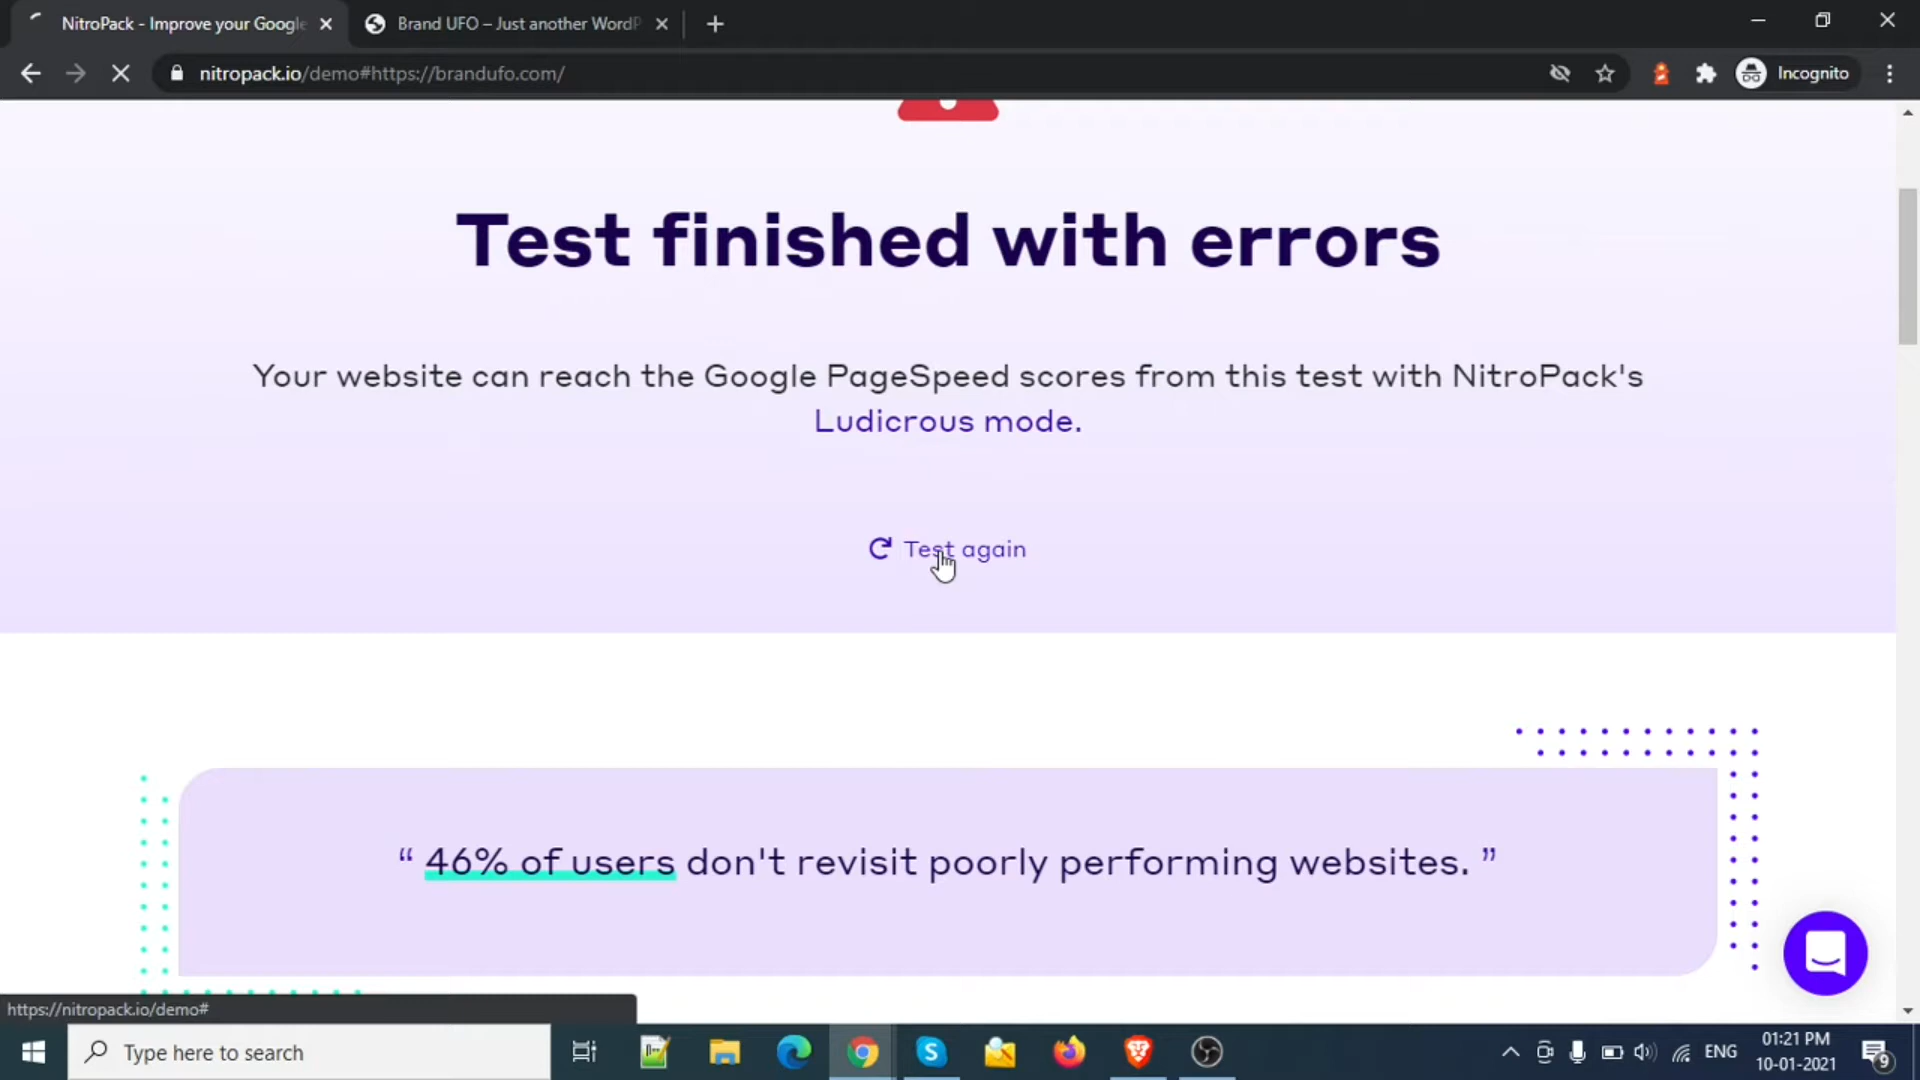 NitroPack - Improve your Google
Brand UFO – Just another WordP
nitropack.io/demo#https://brandufo.com/
Incognito
Test finished with errors
Your website can reach the Google PageSpeed scores from this test with NitroPack's
Ludicrous mode.
Test again
“ 46% of users don't revisit poorly performing websites. ”
https://nitropack.io/demo#
Type here to search
ENG
01:21 PM
10-01-2021
9